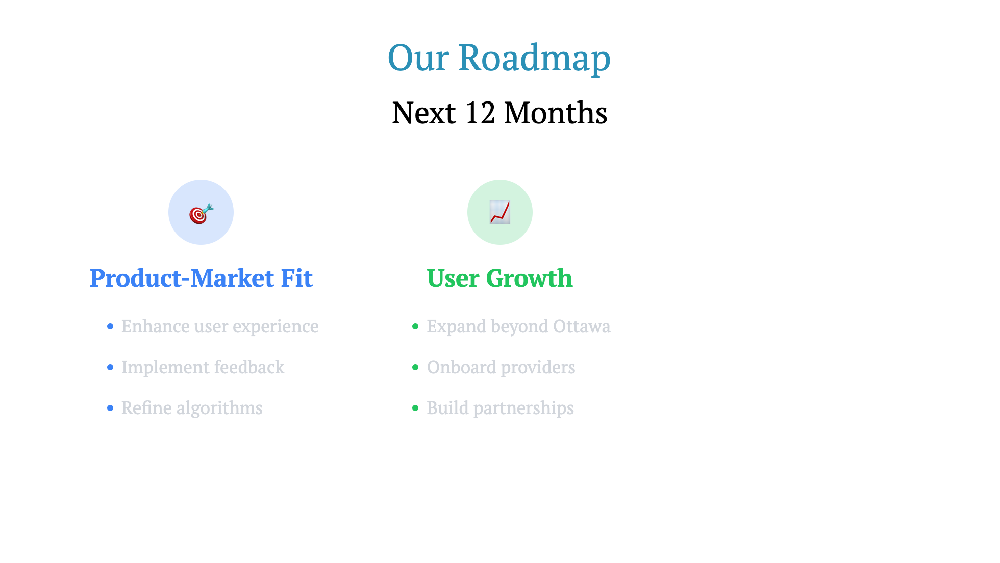 Our Roadmap
Next 12 Months
Product-Market Fit
Enhance user experience
Implement feedback
Refine algorithms
User Growth
Expand beyond Ottawa
Onboard providers
Build partnerships